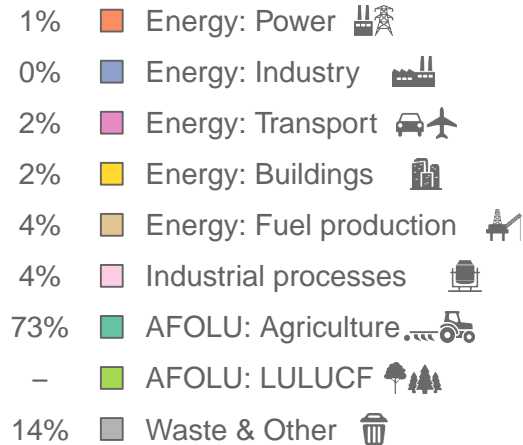 1% Energy: Power
0% Energy: Industry
2% Energy: Transport
2% Energy: Buildings
4% Energy: Fuel production
4% Industrial processes
73% AFOLU: Agriculture
– AFOLU: LULUCF
14% Waste & Other